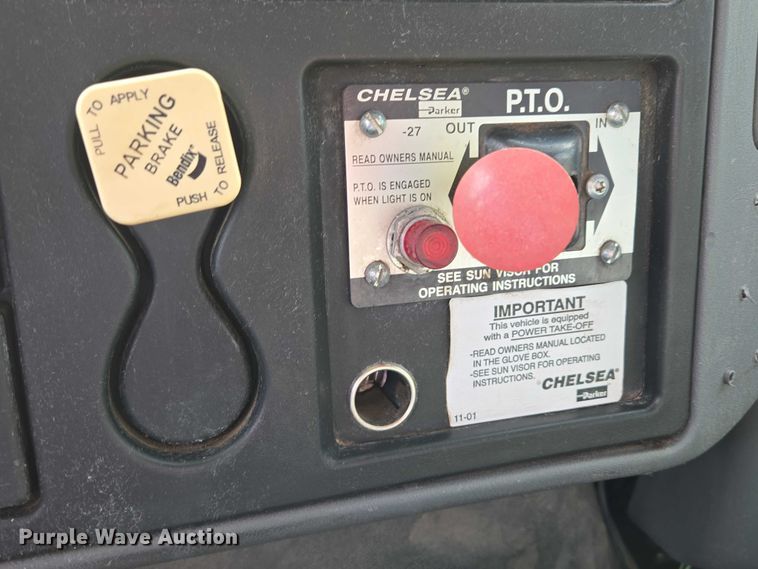 PULL TO APPLY
PARKING
BRAKE
Bendix
PUSH TO RELEASE
CHELSEA®
Parker
P.T.O.
-27
OUT
IN
READ OWNERS MANUAL
P.T.O. IS ENGAGED
WHEN LIGHT IS ON
SEE SUN VISOR FOR
OPERATING INSTRUCTIONS
IMPORTANT
This vehicle is equipped
with a POWER TAKE-OFF
-READ OWNERS MANUAL LOCATED
IN THE GLOVE BOX.
-SEE SUN VISOR FOR OPERATING
INSTRUCTIONS.
®CHELSEA
Parker
11-01
Purple Wave Auction